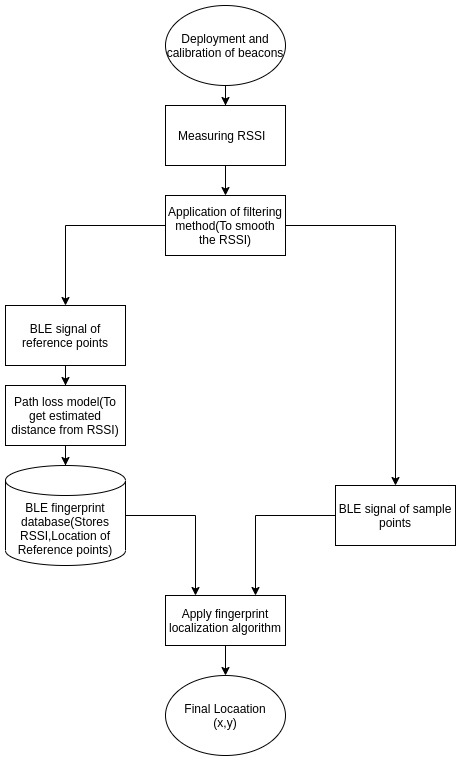 Deployment and
calibration of beacons
Measuring RSSI
Application of filtering
method(To smooth
the RSSI)
BLE signal of
reference points
Path loss model(To
get estimated
distance from RSSI)
BLE fingerprint
database(Stores
RSSI,Location of
Reference points)
BLE signal of sample
points
Apply fingerprint
localization algorithm
Final Locaation
(x,y)